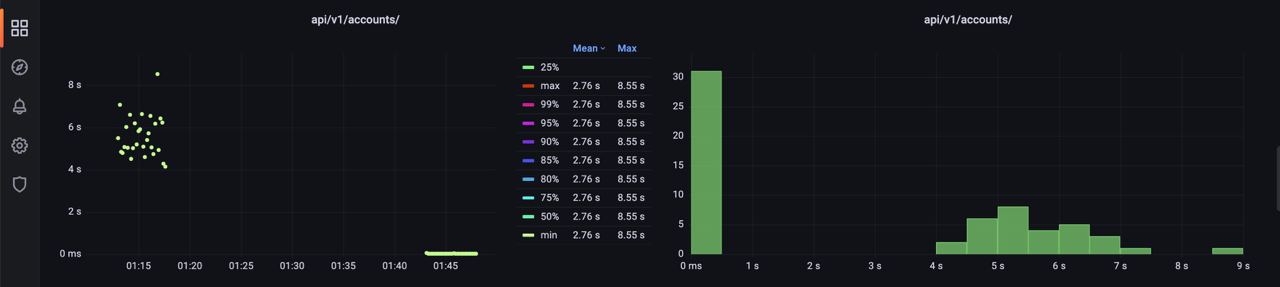 api/v1/accounts/
8 s
6 s
4 s
2 s
0 ms
01:15 01:20 01:25 01:30 01:35 01:40 01:45
Mean Max
25%
max 2.76 s 8.55 s
99% 2.76 s 8.55 s
95% 2.76 s 8.55 s
90% 2.76 s 8.55 s
85% 2.76 s 8.55 s
80% 2.76 s 8.55 s
75% 2.76 s 8.55 s
50% 2.76 s 8.55 s
min 2.76 s 8.55 s
api/v1/accounts/
30
25
20
15
10
5
0
0 ms 1 s 2 s 3 s 4 s 5 s 6 s 7 s 8 s 9 s